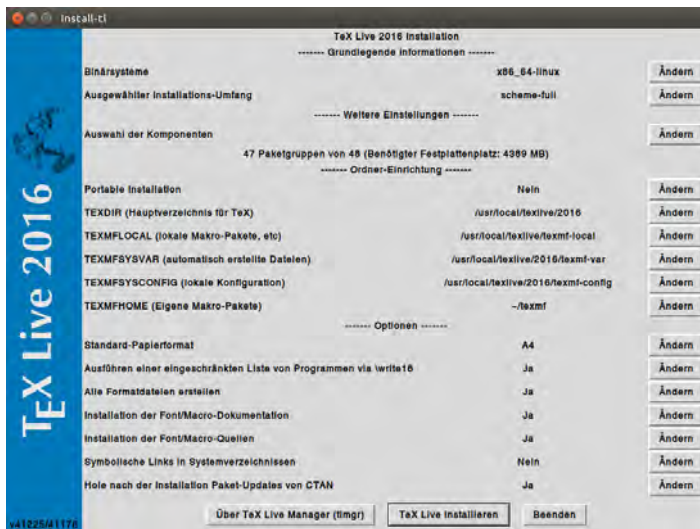 Install-tl
TeX Live 2016 Installation
------- Grundlegende Informationen -------
Binärsysteme x86_64-linux Ändern
Ausgewählter Installations-Umfang scheme-full Ändern
------- Weitere Einstellungen -------
Auswahl der Komponenten Ändern
47 Paketgruppen von 48 (Benötigter Festplattenplatz: 4389 MB)
------- Ordner-Einrichtung -------
Portable Installation Nein Ändern
TEXDIR (Hauptverzeichnis für TeX) /usr/local/texlive/2016 Ändern
TEXMFLOCAL (lokale Makro-Pakete, etc) /usr/local/texlive/texmf-local Ändern
TEXMFSYSVAR (automatisch erstellte Dateien) /usr/local/texlive/2016/texmf-var Ändern
TEXMFSYSCONFIG (lokale Konfiguration) /usr/local/texlive/2016/texmf-config Ändern
TEXMFHOME (Eigene Makro-Pakete) ~/texmf Ändern
------- Optionen -------
Standard-Papierformat A4 Ändern
Ausführen einer eingeschränkten Liste von Programmen via \write18 Ja Ändern
Alle Formatdateien erstellen Ja Ändern
Installation der Font/Macro-Dokumentation Ja Ändern
Installation der Font/Macro-Quellen Ja Ändern
Symbolische Links in Systemverzeichnissen Nein Ändern
Hole nach der Installation Paket-Updates von CTAN Ja Ändern
Über TeX Live Manager (tlmgr) TeX Live installieren Beenden
TEX Live 2016
v41225/41178